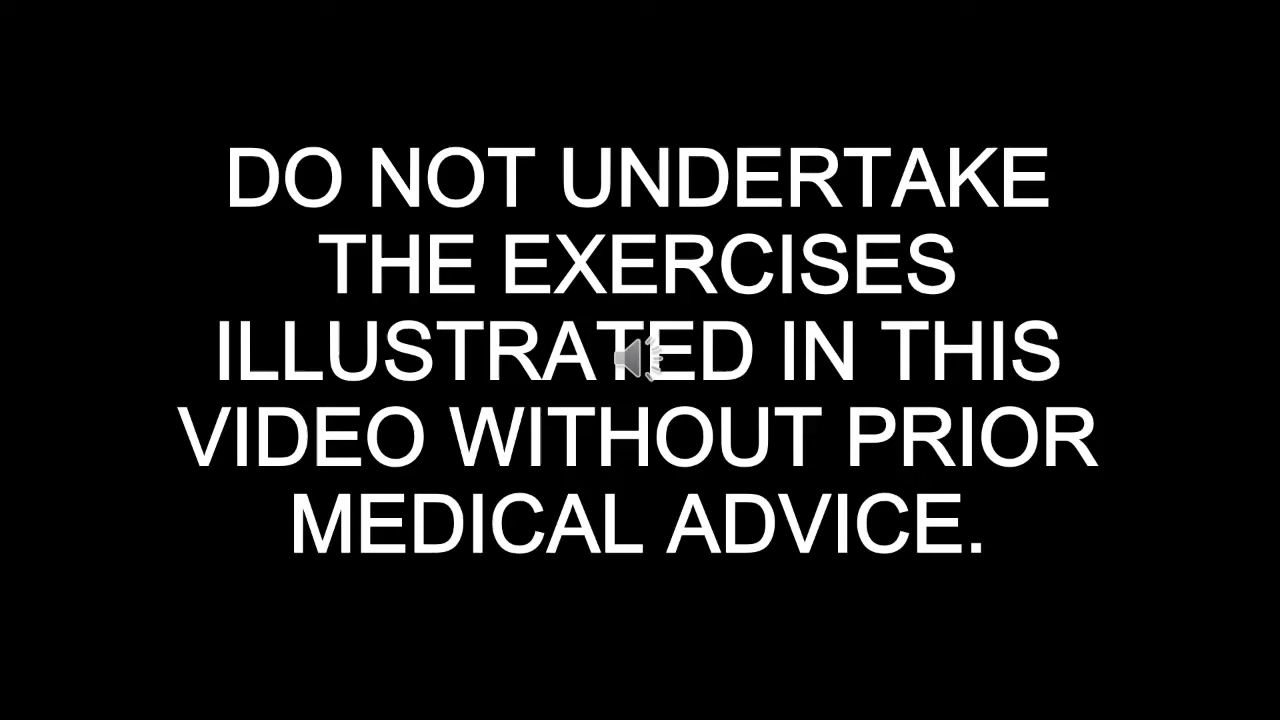 DO NOT UNDERTAKE
THE EXERCISES
ILLUSTRATED IN THIS
VIDEO WITHOUT PRIOR
MEDICAL ADVICE.